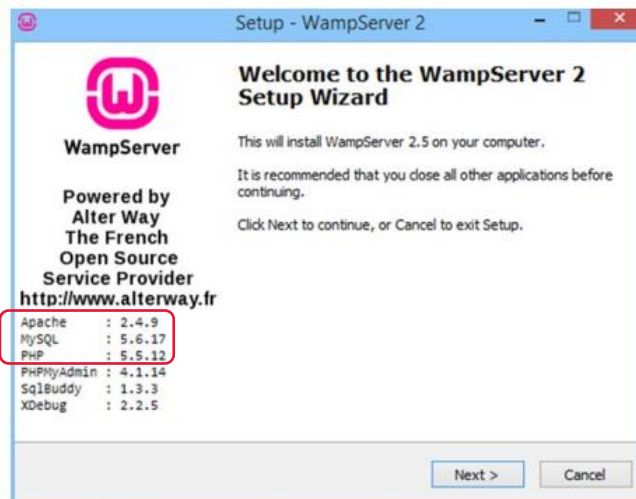 Setup - WampServer 2
WampServer
Powered by
Alter Way
The French
Open Source
Service Provider
http://www.alterway.fr
Apache : 2.4.9
MySQL : 5.6.17
PHP : 5.5.12
PHPMyAdmin : 4.1.14
SqlBuddy : 1.3.3
XDebug : 2.2.5
Welcome to the WampServer 2
Setup Wizard
This will install WampServer 2.5 on your computer.
It is recommended that you close all other applications before
continuing.
Click Next to continue, or Cancel to exit Setup.
Next >
Cancel